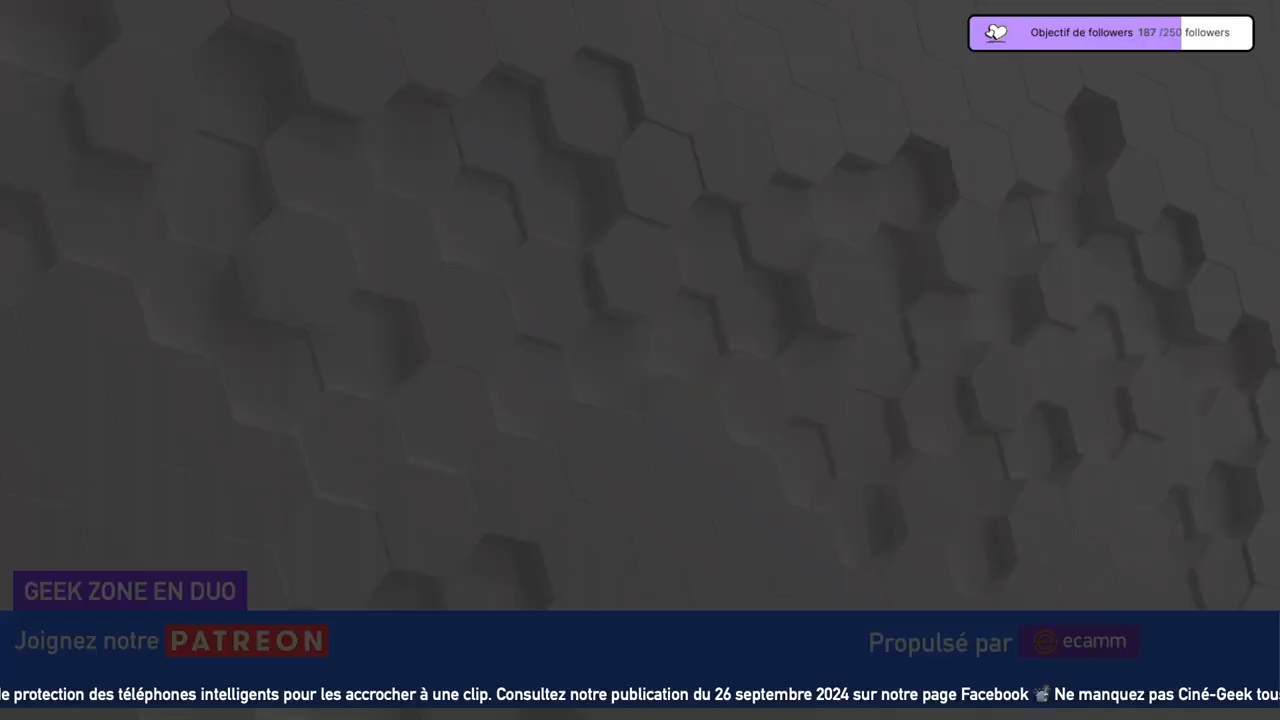 Objectif de followers 187 /250 followers
GEEK ZONE EN DUO
Joignez notre PATREON
Propulsé par ecamm
protection des téléphones intelligents pour les accrocher à une clip. Consultez notre publication du 26 septembre 2024 sur notre page Facebook 📽️ Ne manquez pas Ciné-Geek